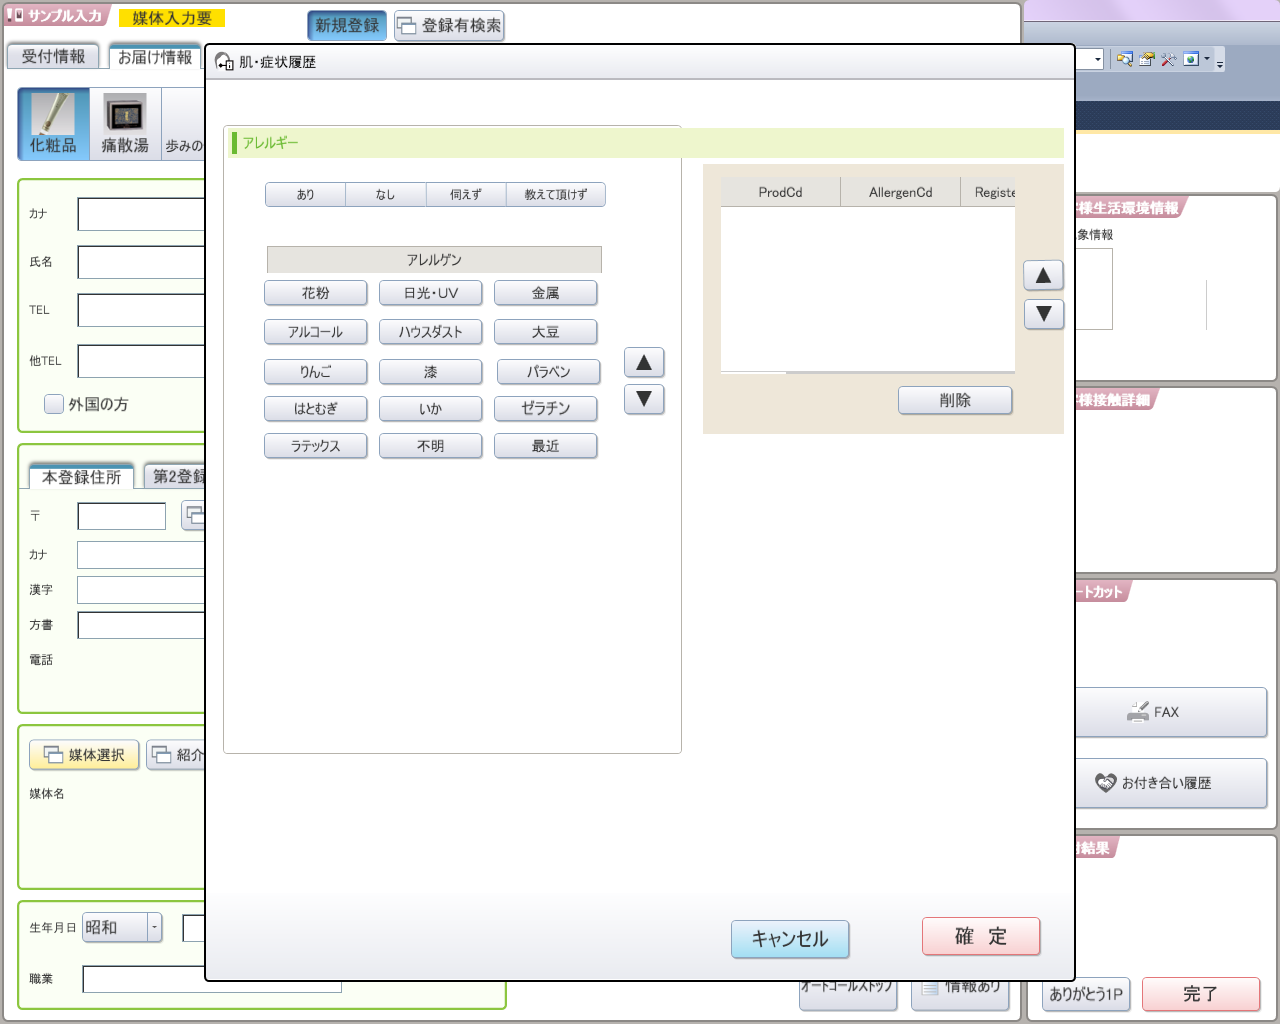 サンプル入力
媒体入力要
新規登録
登録有検索
受付情報
お届け情報
肌・症状履歴
化粧品
痛散湯
歩みの
アレルギー
あり
なし
伺えず
教えて頂けず
ProdCd
AllergenCd
Registe
カナ
氏名
TEL
他TEL
外国の方
アレルゲン
花粉
日光・UV
金属
アルコール
ハウスダスト
大豆
りんご
漆
パラベン
はとむぎ
いか
ゼラチン
ラテックス
不明
最近
▲
▼
▲
▼
削除
様生活環境情報
象情報
様接触詳細
本登録住所
第2登録
〒
カナ
漢字
方書
電話
ートカット
FAX
お付き合い履歴
媒体選択
紹介
媒体名
結果
生年月日
昭和
職業
キャンセル
確 定
オートコールストップ
情報あり
ありがとう1P
完了